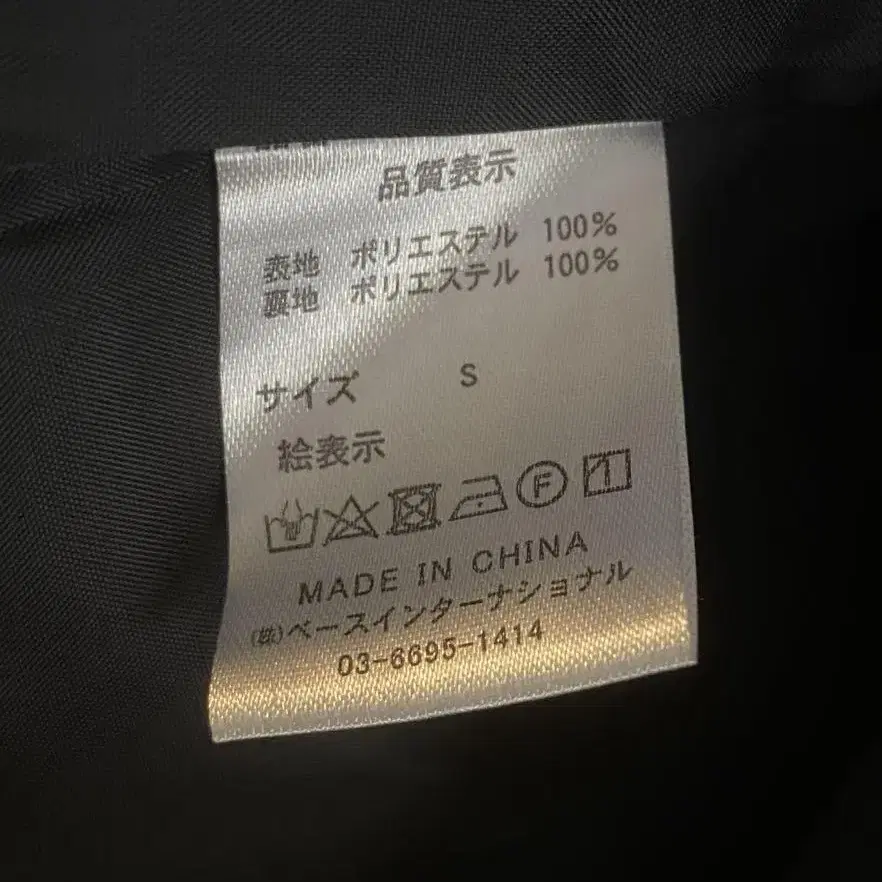 品質表示
表地 ポリエステル 100%
裏地 ポリエステル 100%
サイズ S
絵表示
F
MADE IN CHINA
(株)ベースインターナショナル
03-6695-1414